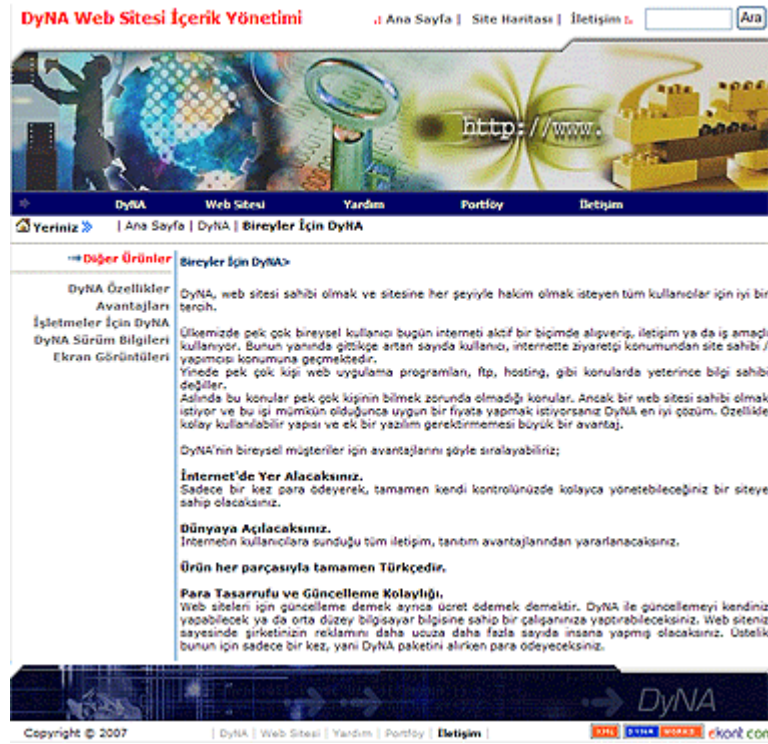 DyNA Web Sitesi İçerik Yönetimi
Ana Sayfa | Site Haritası | İletişim
Ara
http://www.
DyNA Web Sitesi Yardım Portföy İletişim
Yeriniz » | Ana Sayfa | DyNA | Bireyler İçin DyNA
Diğer Ürünler
DyNA Özellikler
Avantajları
İşletmeler İçin DyNA
DyNA Sürüm Bilgileri
Ekran Görüntüleri
Bireyler İçin DyNA>
DyNA, web sitesi sahibi olmak ve sitesine her şeyiyle hakim olmak isteyen tüm kullanıcılar için iyi bir
tercih.
Ülkemizde pek çok bireysel kullanıcı bugün interneti aktif bir biçimde alışveriş, iletişim ya da iş amaçlı
kullanıyor. Bunun yanında gittikçe artan sayıda kullanıcı, internette ziyaretçi konumundan site sahibi /
yapımcısı konumuna geçmektedir.
Yinede pek çok kişi web uygulama programları, ftp, hosting, gibi konularda yeterince bilgi sahibi
değiller.
Aslında bu konular pek çok kişinin bilmek zorunda olmadığı konular. Ancak bir web sitesi sahibi olmak
istiyor ve bu işi mümkün olduğunca uygun bir fiyata yapmak istiyorsanız DyNA en iyi çözüm. Özellikle
kolay kullanılabilir yapısı ve ek bir yazılım gerektirmemesi büyük bir avantaj.
DyNA'nin bireysel müşteriler için avantajlarını şöyle sıralayabiliriz;
İnternet'de Yer Alacaksınız.
Sadece bir kez para ödeyerek, tamamen kendi kontrolünüzde kolayca yönetebileceğiniz bir siteye
sahip olacaksınız.
Dünyaya Açılacaksınız.
İnternetin kullanıcılara sunduğu tüm iletişim, tanıtım avantajlarından yararlanacaksınız.
Ürün her parçasıyla tamamen Türkçedir.
Para Tasarrufu ve Güncelleme Kolaylığı.
Web siteleri için güncelleme demek ayrıca ücret ödemek demektir. DyNA ile güncellemeyi kendiniz
yapabilecek ya da orta düzey bilgisayar bilgisine sahip bir çalışanınıza yaptırabileceksiniz. Web siteniz
sayesinde şirketinizin reklamını daha ucuza daha fazla sayıda insana yapmış olacaksınız. Üstelik
bunun için sadece bir kez, yani DyNA paketini alırken para ödeyeceksiniz.
DyNA
Copyright © 2007 | DyNA | Web Sitesi | Yardım | Portföy | İletişim |
XML DYNA WORKS ekont.com